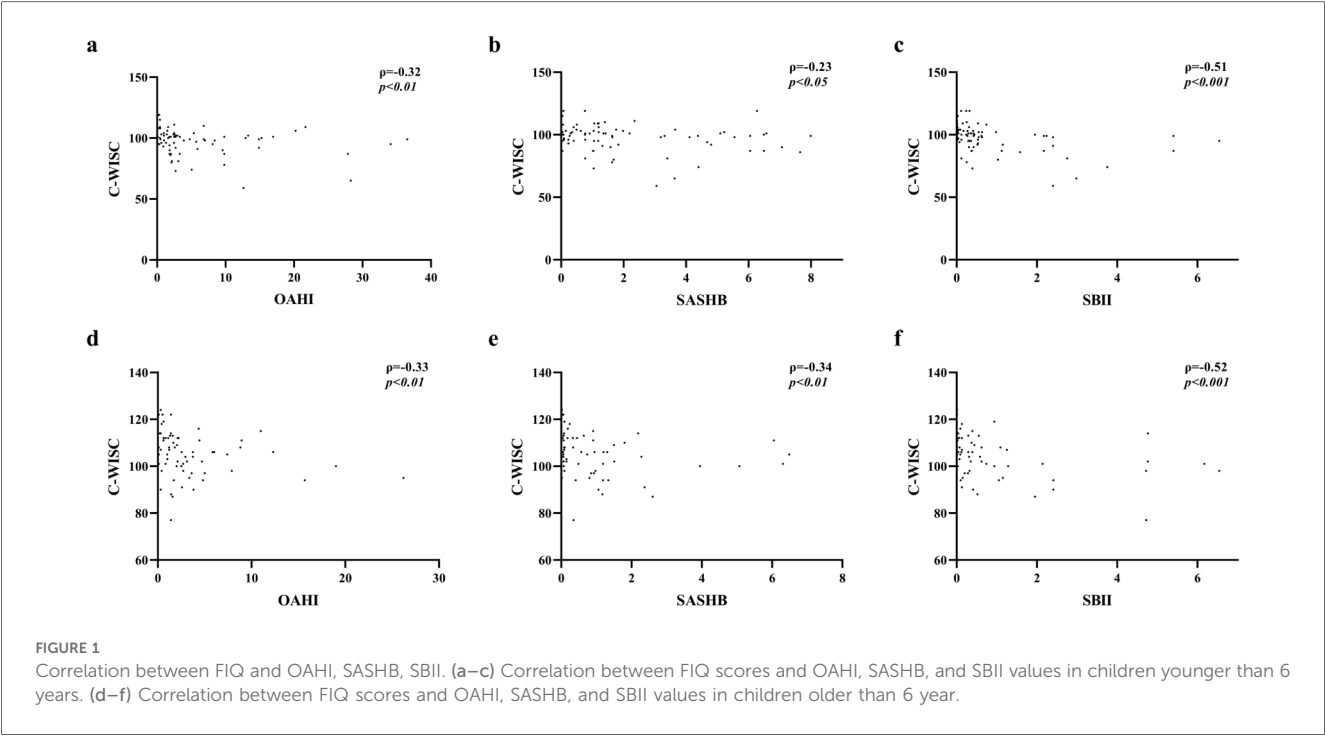 a
ρ=-0.32
p<0.01
150
100
50
0
C-WISC
0 10 20 30 40
OAHI
b
ρ=-0.23
p<0.05
150
100
50
0
C-WISC
0 2 4 6 8
SASHB
c
ρ=-0.51
p<0.001
150
100
50
0
C-WISC
0 2 4 6
SBII
d
ρ=-0.33
p<0.01
140
120
100
80
60
C-WISC
0 10 20 30
OAHI
e
ρ=-0.34
p<0.01
140
120
100
80
60
C-WISC
0 2 4 6 8
SASHB
f
ρ=-0.52
p<0.001
140
120
100
80
60
C-WISC
0 2 4 6
SBII
FIGURE 1
Correlation between FIQ and OAHI, SASHB, SBII. (a–c) Correlation between FIQ scores and OAHI, SASHB, and SBII values in children younger than 6
years. (d–f) Correlation between FIQ scores and OAHI, SASHB, and SBII values in children older than 6 year.